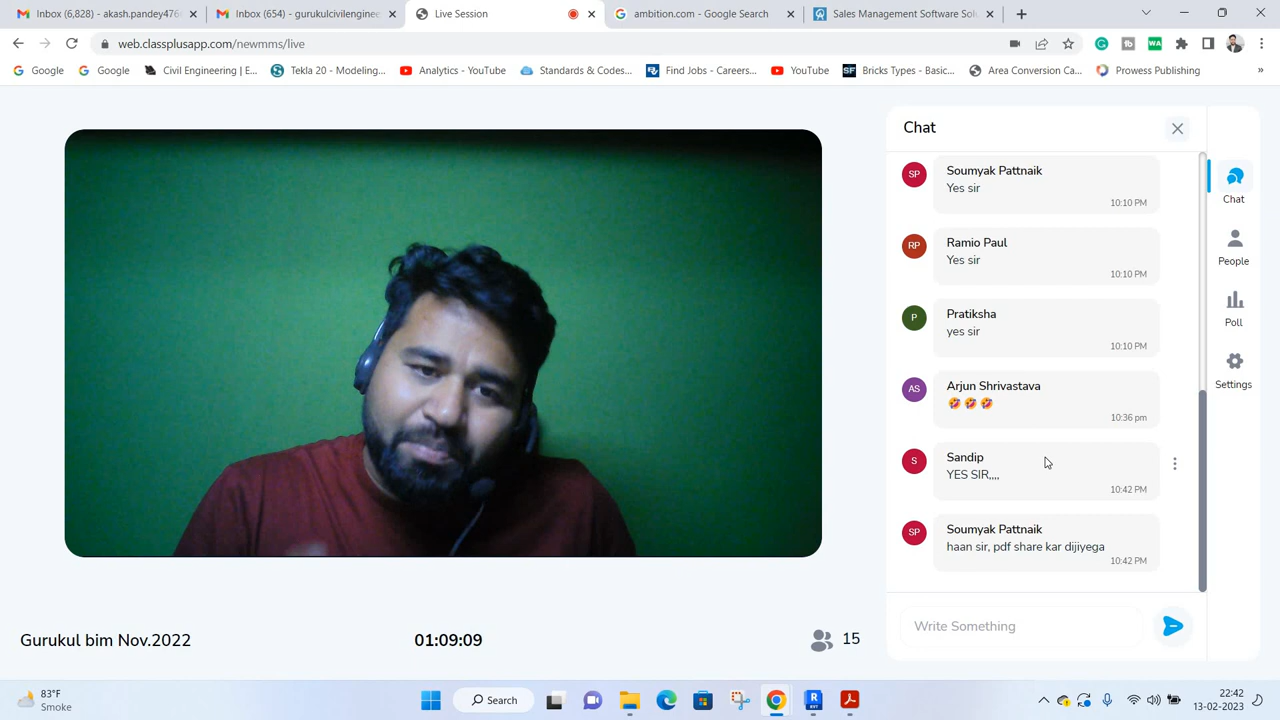 Inbox (6,828) - akash.pandey476
Inbox (654) - gurukulcivilenginee
Live Session
ambition.com - Google Search
Sales Management Software Solu
web.classplusapp.com/newmms/live
Google
Google
Civil Engineering | E...
Tekla 20 - Modeling...
Analytics - YouTube
Standards & Codes...
Find Jobs - Careers...
YouTube
Bricks Types - Basic...
Area Conversion Ca...
Prowess Publishing
»
Chat
SP
Soumyak Pattnaik
Yes sir
10:10 PM
RP
Ramio Paul
Yes sir
10:10 PM
P
Pratiksha
yes sir
10:10 PM
AS
Arjun Shrivastava
🤣 🤣 🤣
10:36 pm
S
Sandip
YES SIR,,,,
10:42 PM
SP
Soumyak Pattnaik
haan sir, pdf share kar dijiyega
10:42 PM
Write Something
Chat
People
Poll
Settings
Gurukul bim Nov.2022
01:09:09
15
83°F
Smoke
Search
22:42
13-02-2023